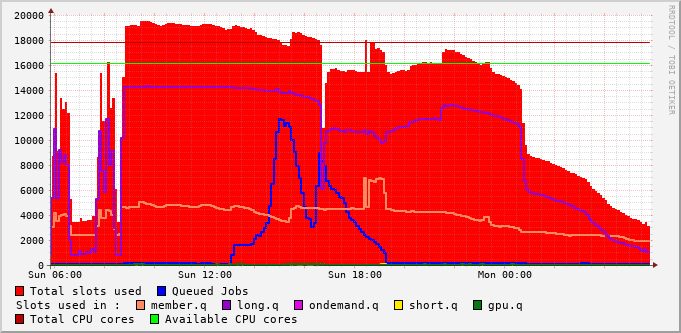 20000
18000
16000
14000
12000
10000
8000
6000
4000
2000
0
Sun 06:00 Sun 12:00 Sun 18:00 Mon 00:00
RRDTOOL / TOBI OETIKER
Total slots used Queued Jobs
Slots used in : member.q long.q ondemand.q short.q gpu.q
Total CPU cores Available CPU cores